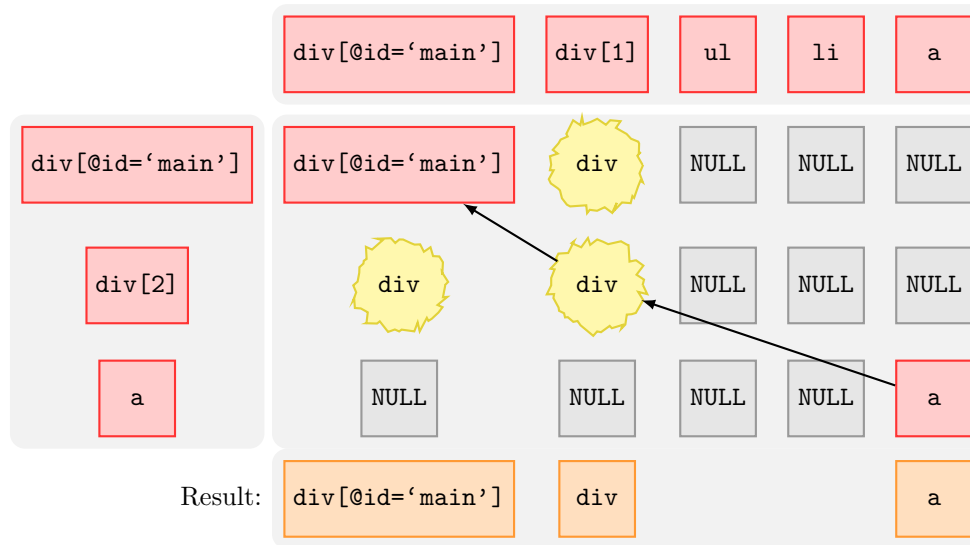 div[@id=‘main’] div[1] ul li a
div[@id=‘main’] div[@id=‘main’] div NULL NULL NULL
div[2] div div NULL NULL NULL
a NULL NULL NULL NULL a
Result: div[@id=‘main’] div a